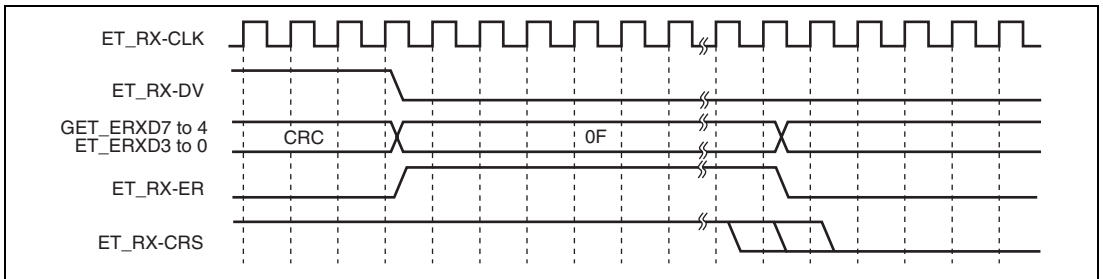 ET_RX-CLK
ET_RX-DV
GET_ERXD7 to 4
ET_ERXD3 to 0
CRC
0F
ET_RX-ER
ET_RX-CRS